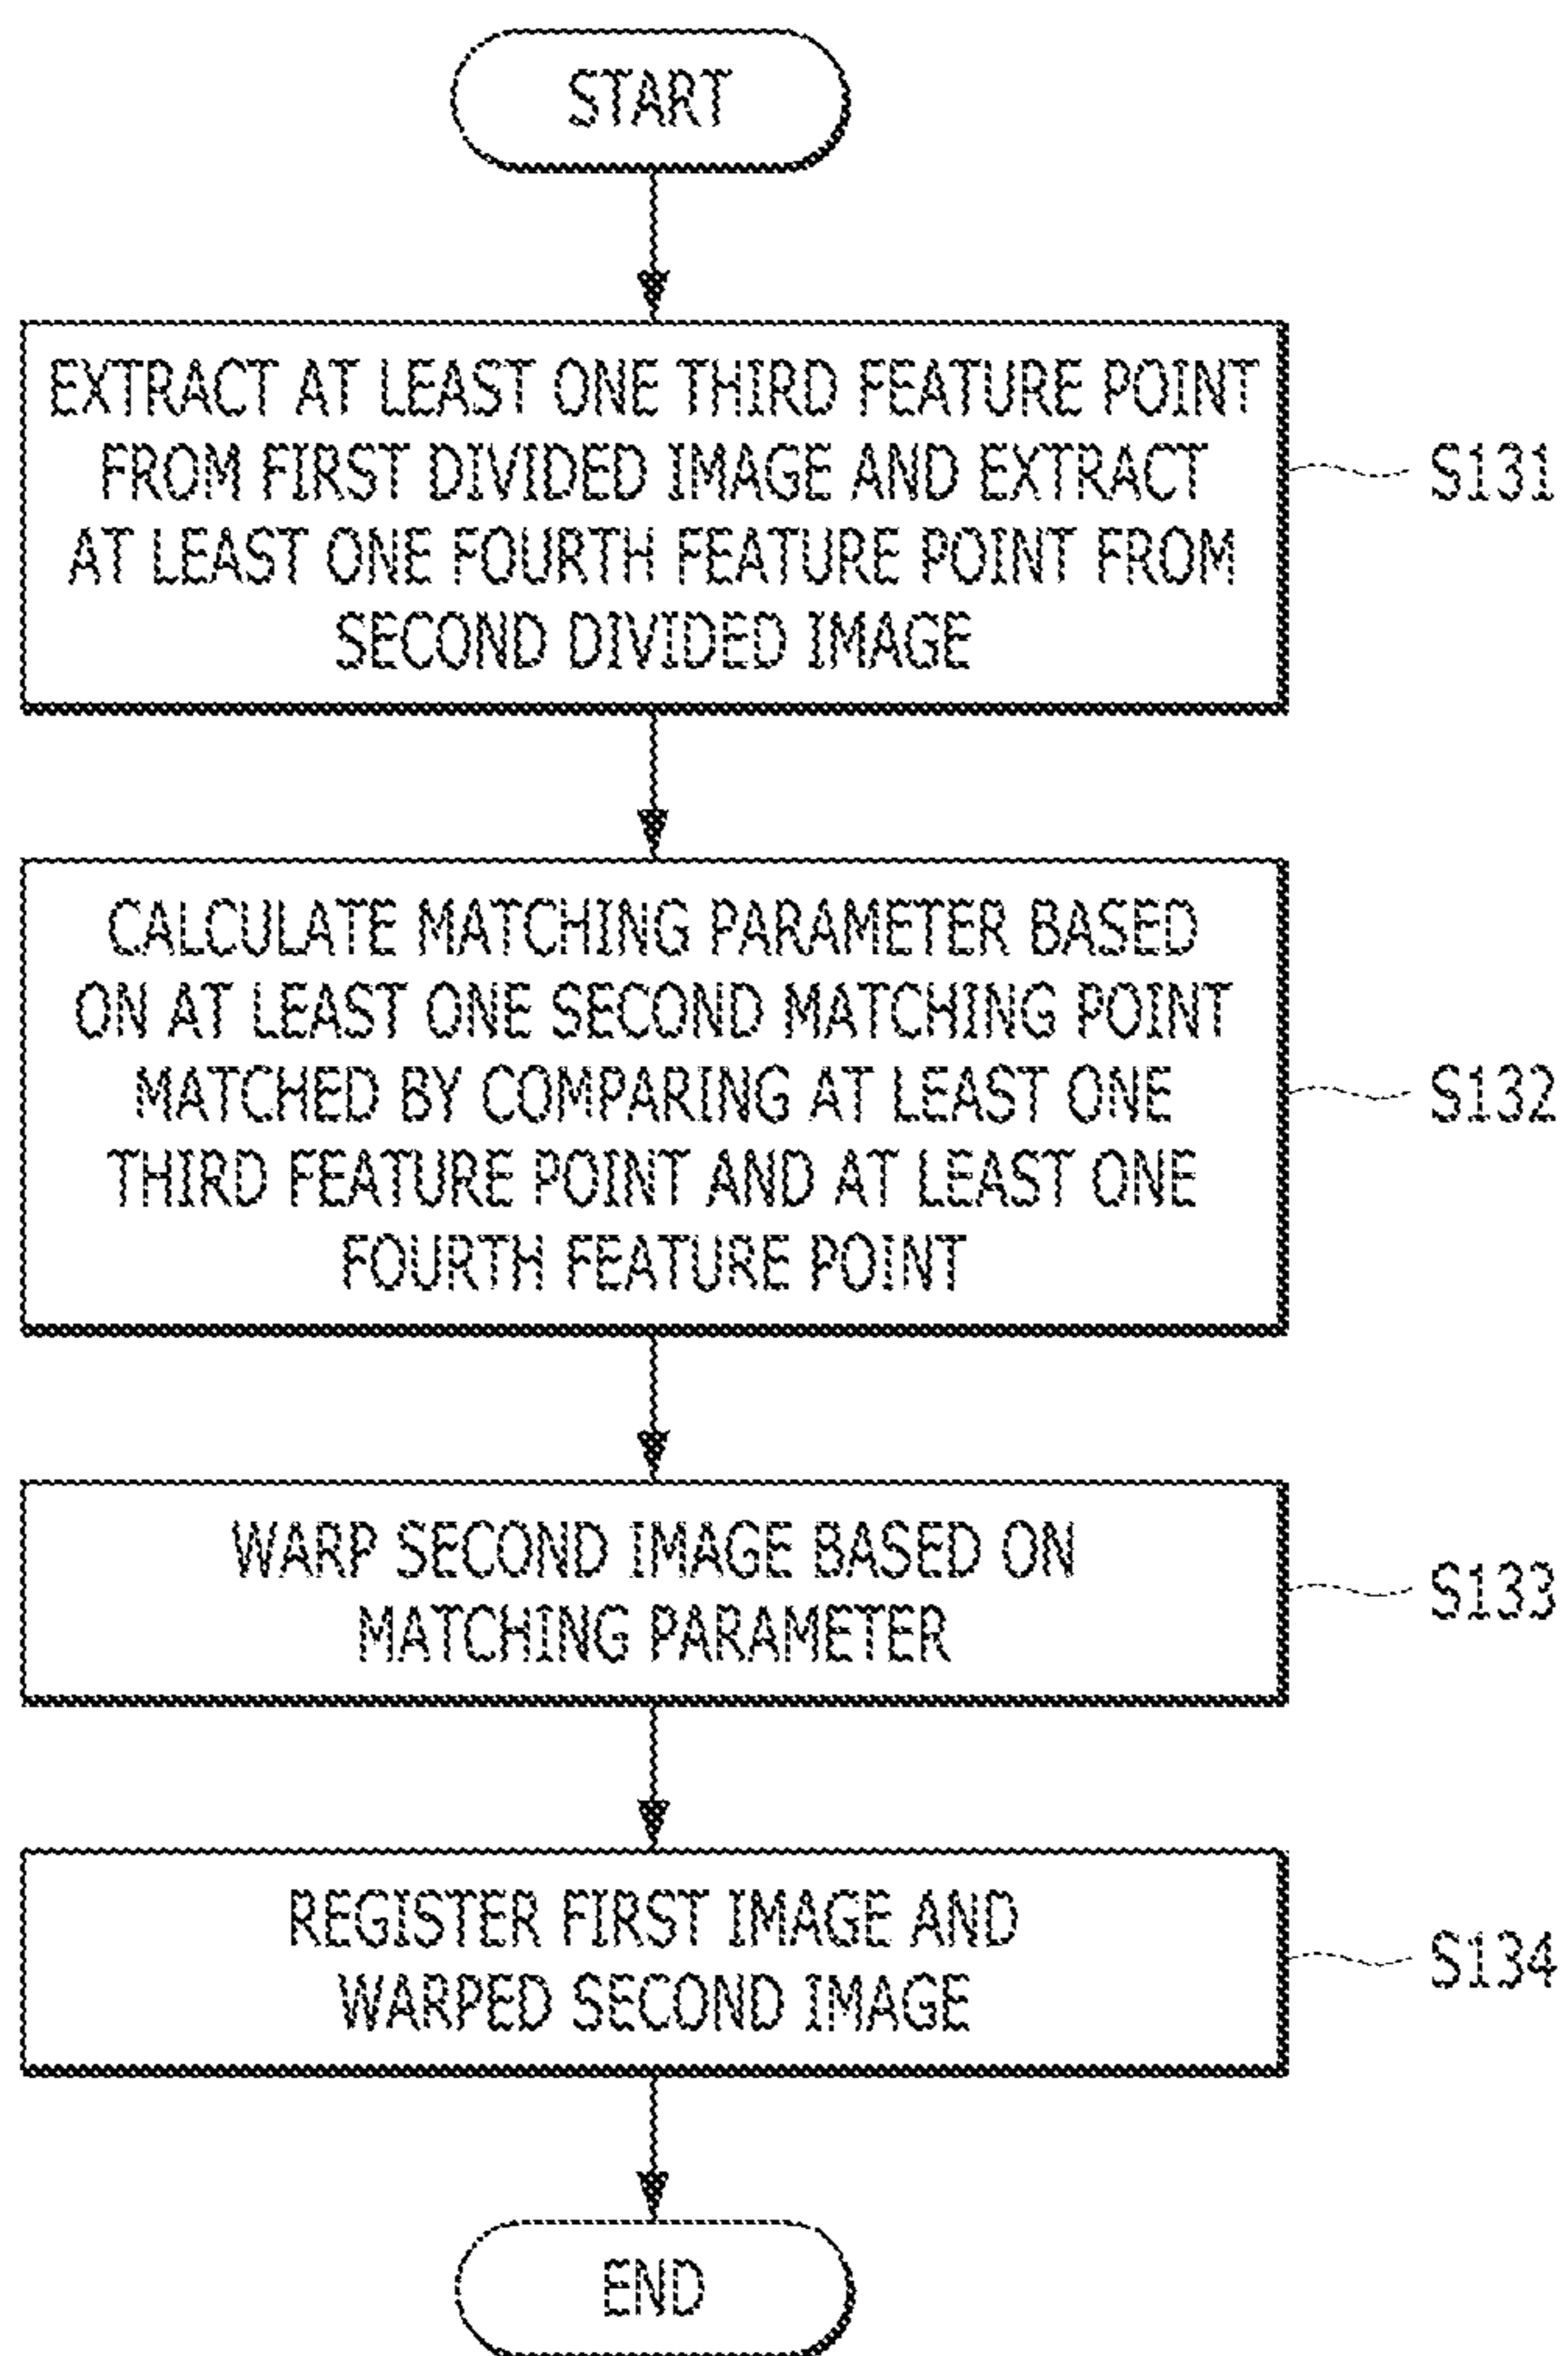 START
EXTRACT AT LEAST ONE THIRD FEATURE POINT
FROM FIRST DIVIDED IMAGE AND EXTRACT
AT LEAST ONE FOURTH FEATURE POINT FROM
SECOND DIVIDED IMAGE
S131
CALCULATE MATCHING PARAMETER BASED
ON AT LEAST ONE SECOND MATCHING POINT
MATCHED BY COMPARING AT LEAST ONE
THIRD FEATURE POINT AND AT LEAST ONE
FOURTH FEATURE POINT
S132
WARP SECOND IMAGE BASED ON
MATCHING PARAMETER
S133
REGISTER FIRST IMAGE AND
WARPED SECOND IMAGE
S134
END